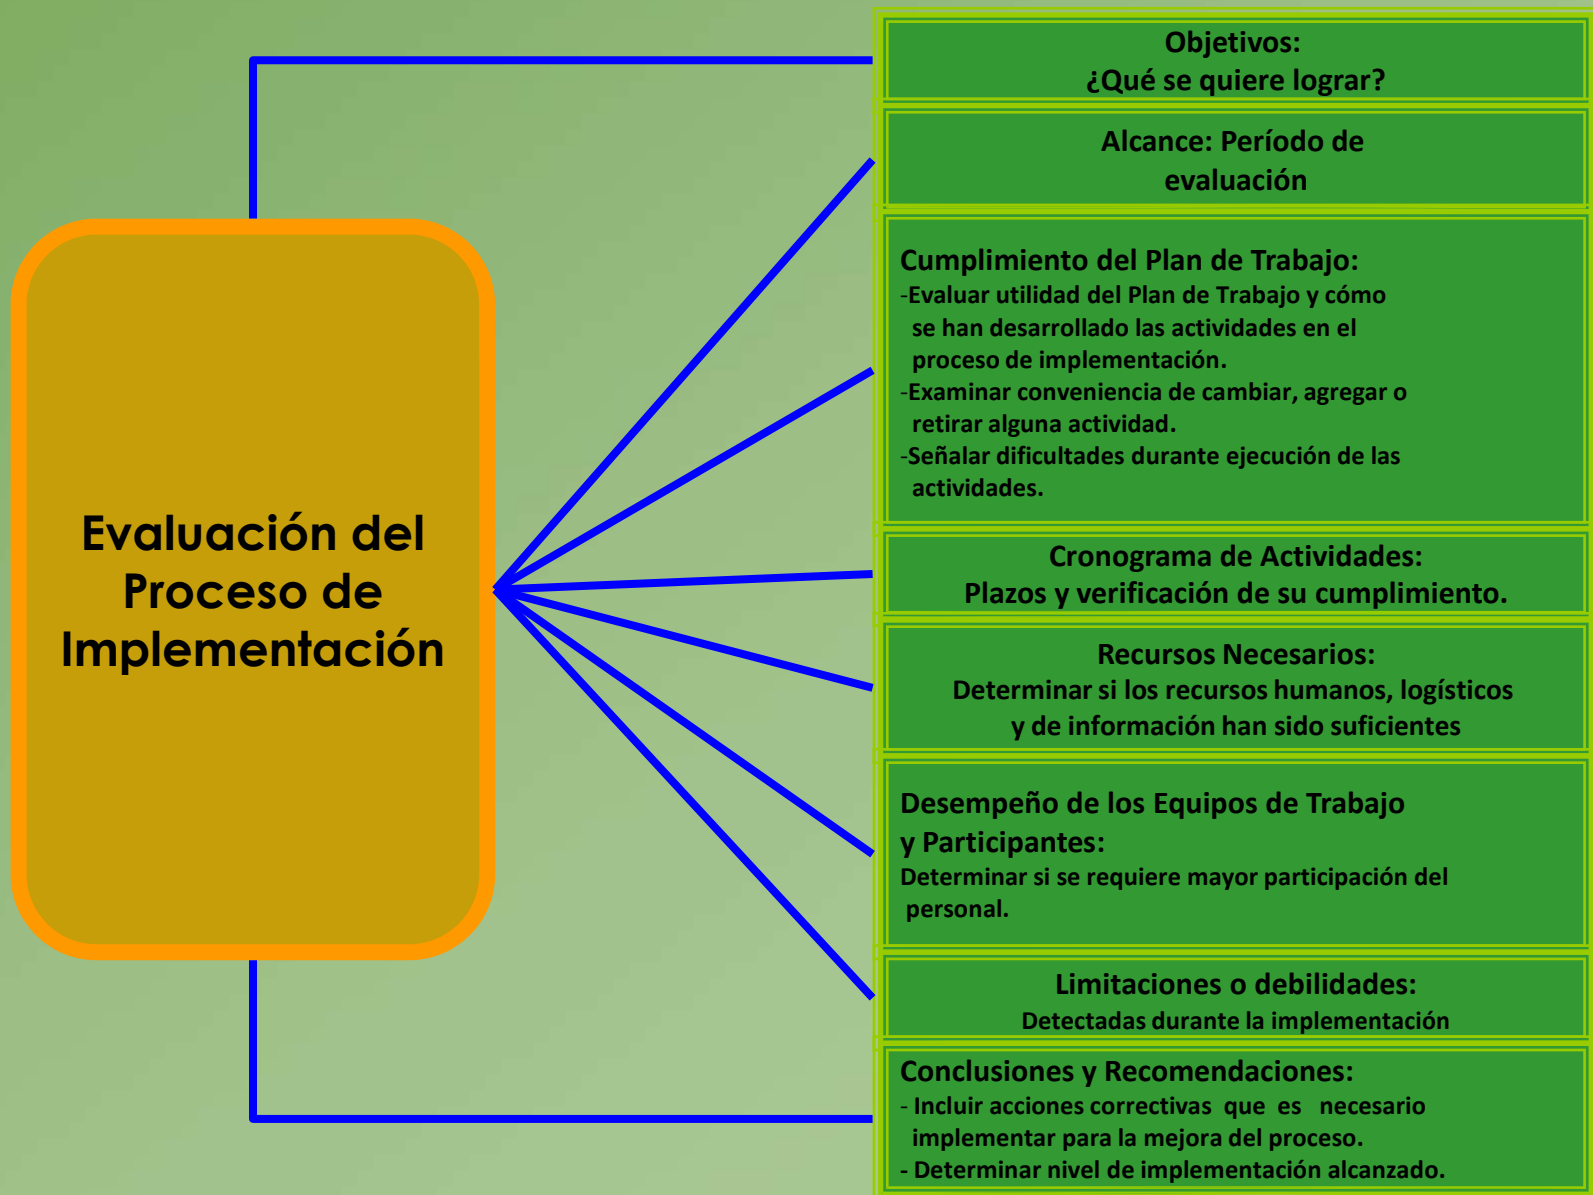 Evaluación del
Proceso de
Implementación
Objetivos:
¿Qué se quiere lograr?
Alcance: Período de
evaluación
Cumplimiento del Plan de Trabajo:
-Evaluar utilidad del Plan de Trabajo y cómo
se han desarrollado las actividades en el
proceso de implementación.
-Examinar conveniencia de cambiar, agregar o
retirar alguna actividad.
-Señalar dificultades durante ejecución de las
actividades.
Cronograma de Actividades:
Plazos y verificación de su cumplimiento.
Recursos Necesarios:
Determinar si los recursos humanos, logísticos
y de información han sido suficientes
Desempeño de los Equipos de Trabajo
y Participantes:
Determinar si se requiere mayor participación del
personal.
Limitaciones o debilidades:
Detectadas durante la implementación
Conclusiones y Recomendaciones:
- Incluir acciones correctivas que es necesario
implementar para la mejora del proceso.
- Determinar nivel de implementación alcanzado.